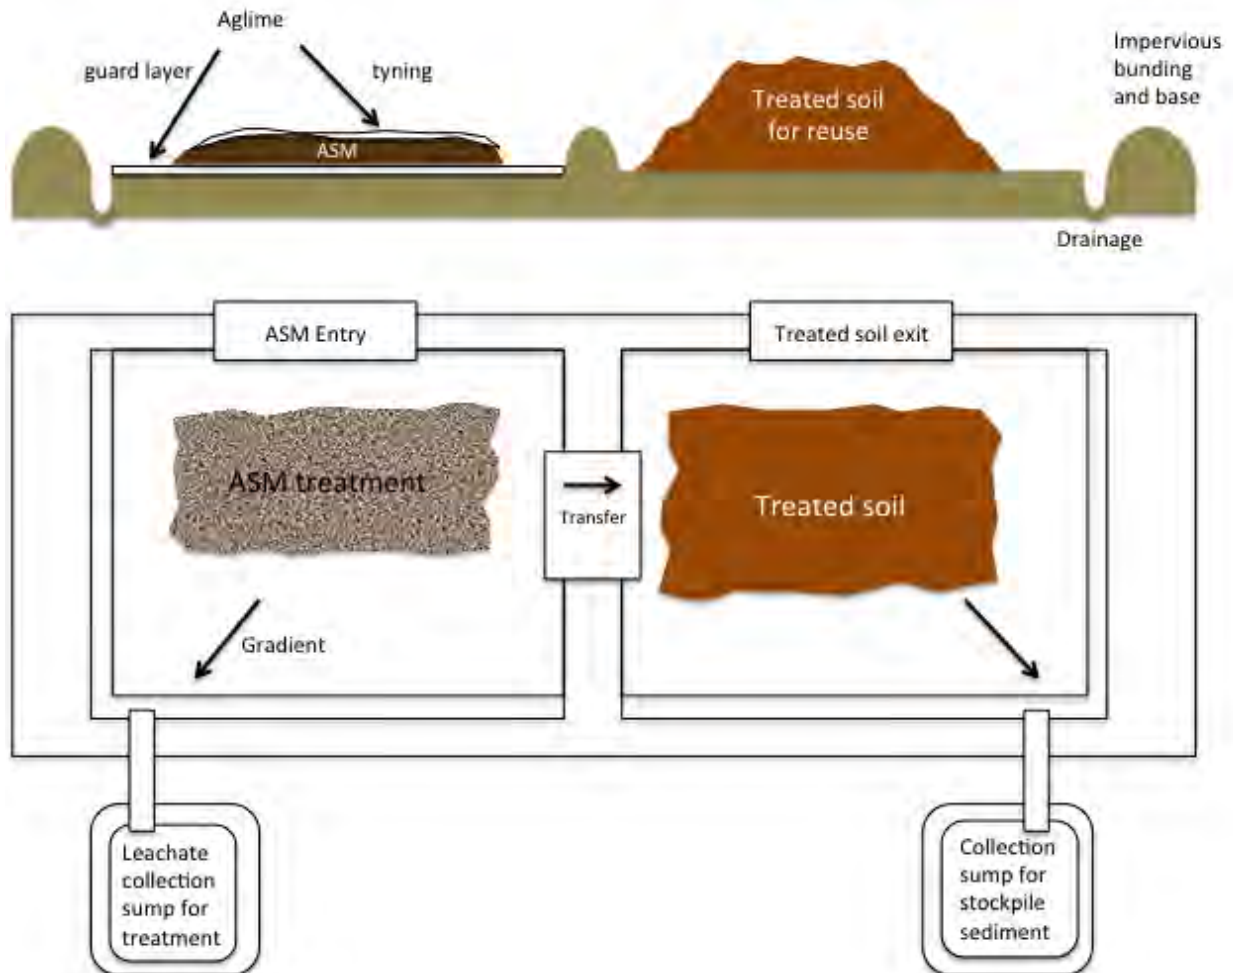 Aglime
guard layer
tyning
ASM
Treated soil
for reuse
Impervious
bunding
and base
Drainage
ASM Entry
Treated soil exit
ASM treatment
Transfer
Treated soil
Gradient
Leachate
collection
sump for
treatment
Collection
sump for
stockpile
sediment